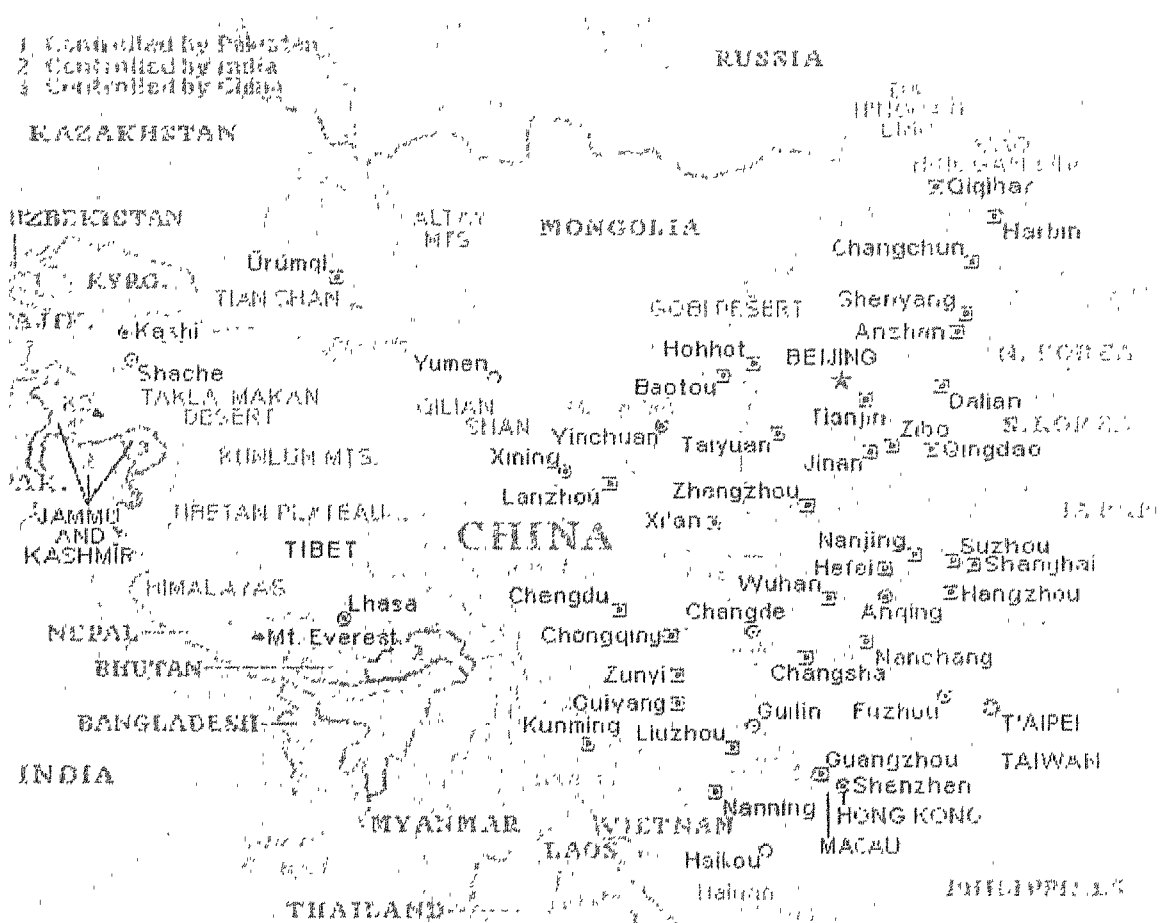 1 Controlled by Pakistan
2 Controlled by India
3 Controlled by China
RUSSIA
KAZAKHSTAN
Qiqihar
UZBEKISTAN
ALTAY
MTS
MONGOLIA
Harbin
Changchun
Ürümqi
KYRG.
TIAN SHAN
GOBI DESERT
Shenyang
Kashi
Anshan
Hohhot
BEIJING
N. KOREA
Yumen
Shache
Baotou
TAKLA MAKAN
DESERT
Dalian
QILIAN
SHAN
Tianjin
Zibo
S. KOREA
Yinchuan
Taiyuan
Qingdao
3
KUNLUN MTS.
Xining
Jinan
PAK.
Lanzhou
Zhengzhou
JAMMU
AND
KASHMIR
TIBETAN PLATEAU
Xi'an
CHINA
TIBET
Nanjing
Suzhou
Shanghai
Hefei
HIMALAYAS
Wuhan
Hangzhou
Chengdu
Lhasa
Changde
Anqing
NEPAL
Mt. Everest
Chongqing
2
Nanchang
BHUTAN
Zunyi
Changsha
Guiyang
Guilin
Fuzhou
BANGLADESH
Kunming
Liuzhou
T'AIPEI
INDIA
Guangzhou
TAIWAN
Shenzhen
Nanning
HONG KONG
MYANMAR
VIETNAM
LAOS
MACAU
Haikou
Hainan
PHILIPPINES
THAILAND